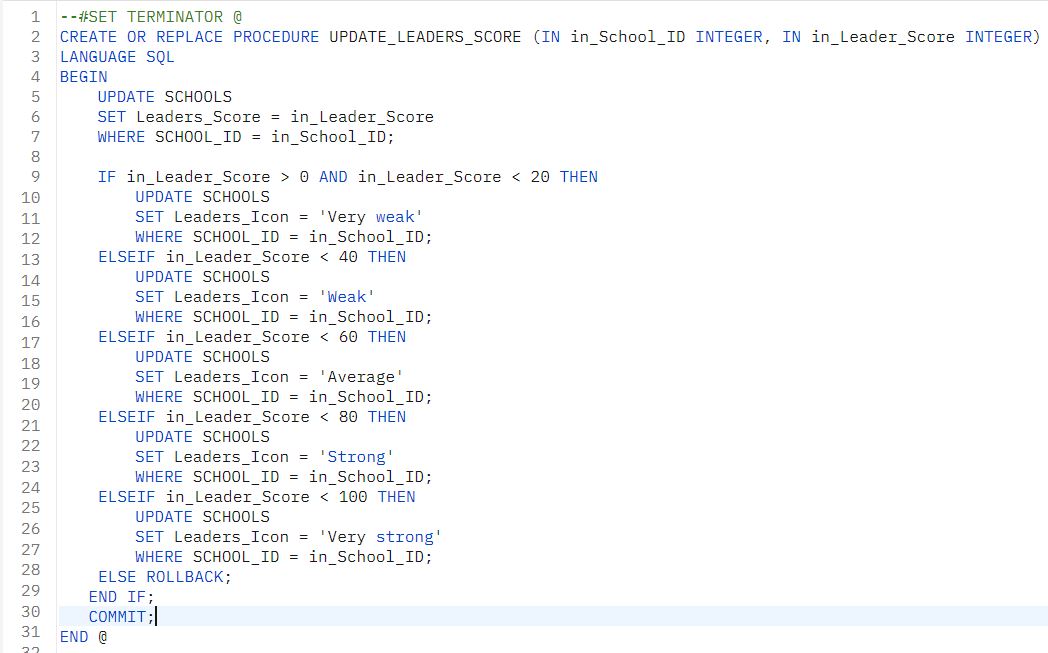 1 --#SET TERMINATOR @
2 CREATE OR REPLACE PROCEDURE UPDATE_LEADERS_SCORE (IN in_School_ID INTEGER, IN in_Leader_Score INTEGER)
3 LANGUAGE SQL
4 BEGIN
5 UPDATE SCHOOLS
6 SET Leaders_Score = in_Leader_Score
7 WHERE SCHOOL_ID = in_School_ID;
8
9 IF in_Leader_Score > 0 AND in_Leader_Score < 20 THEN
10 UPDATE SCHOOLS
11 SET Leaders_Icon = 'Very weak'
12 WHERE SCHOOL_ID = in_School_ID;
13 ELSEIF in_Leader_Score < 40 THEN
14 UPDATE SCHOOLS
15 SET Leaders_Icon = 'Weak'
16 WHERE SCHOOL_ID = in_School_ID;
17 ELSEIF in_Leader_Score < 60 THEN
18 UPDATE SCHOOLS
19 SET Leaders_Icon = 'Average'
20 WHERE SCHOOL_ID = in_School_ID;
21 ELSEIF in_Leader_Score < 80 THEN
22 UPDATE SCHOOLS
23 SET Leaders_Icon = 'Strong'
24 WHERE SCHOOL_ID = in_School_ID;
25 ELSEIF in_Leader_Score < 100 THEN
26 UPDATE SCHOOLS
27 SET Leaders_Icon = 'Very strong'
28 WHERE SCHOOL_ID = in_School_ID;
29 ELSE ROLLBACK;
30 END IF;
31 COMMIT;
32 END @